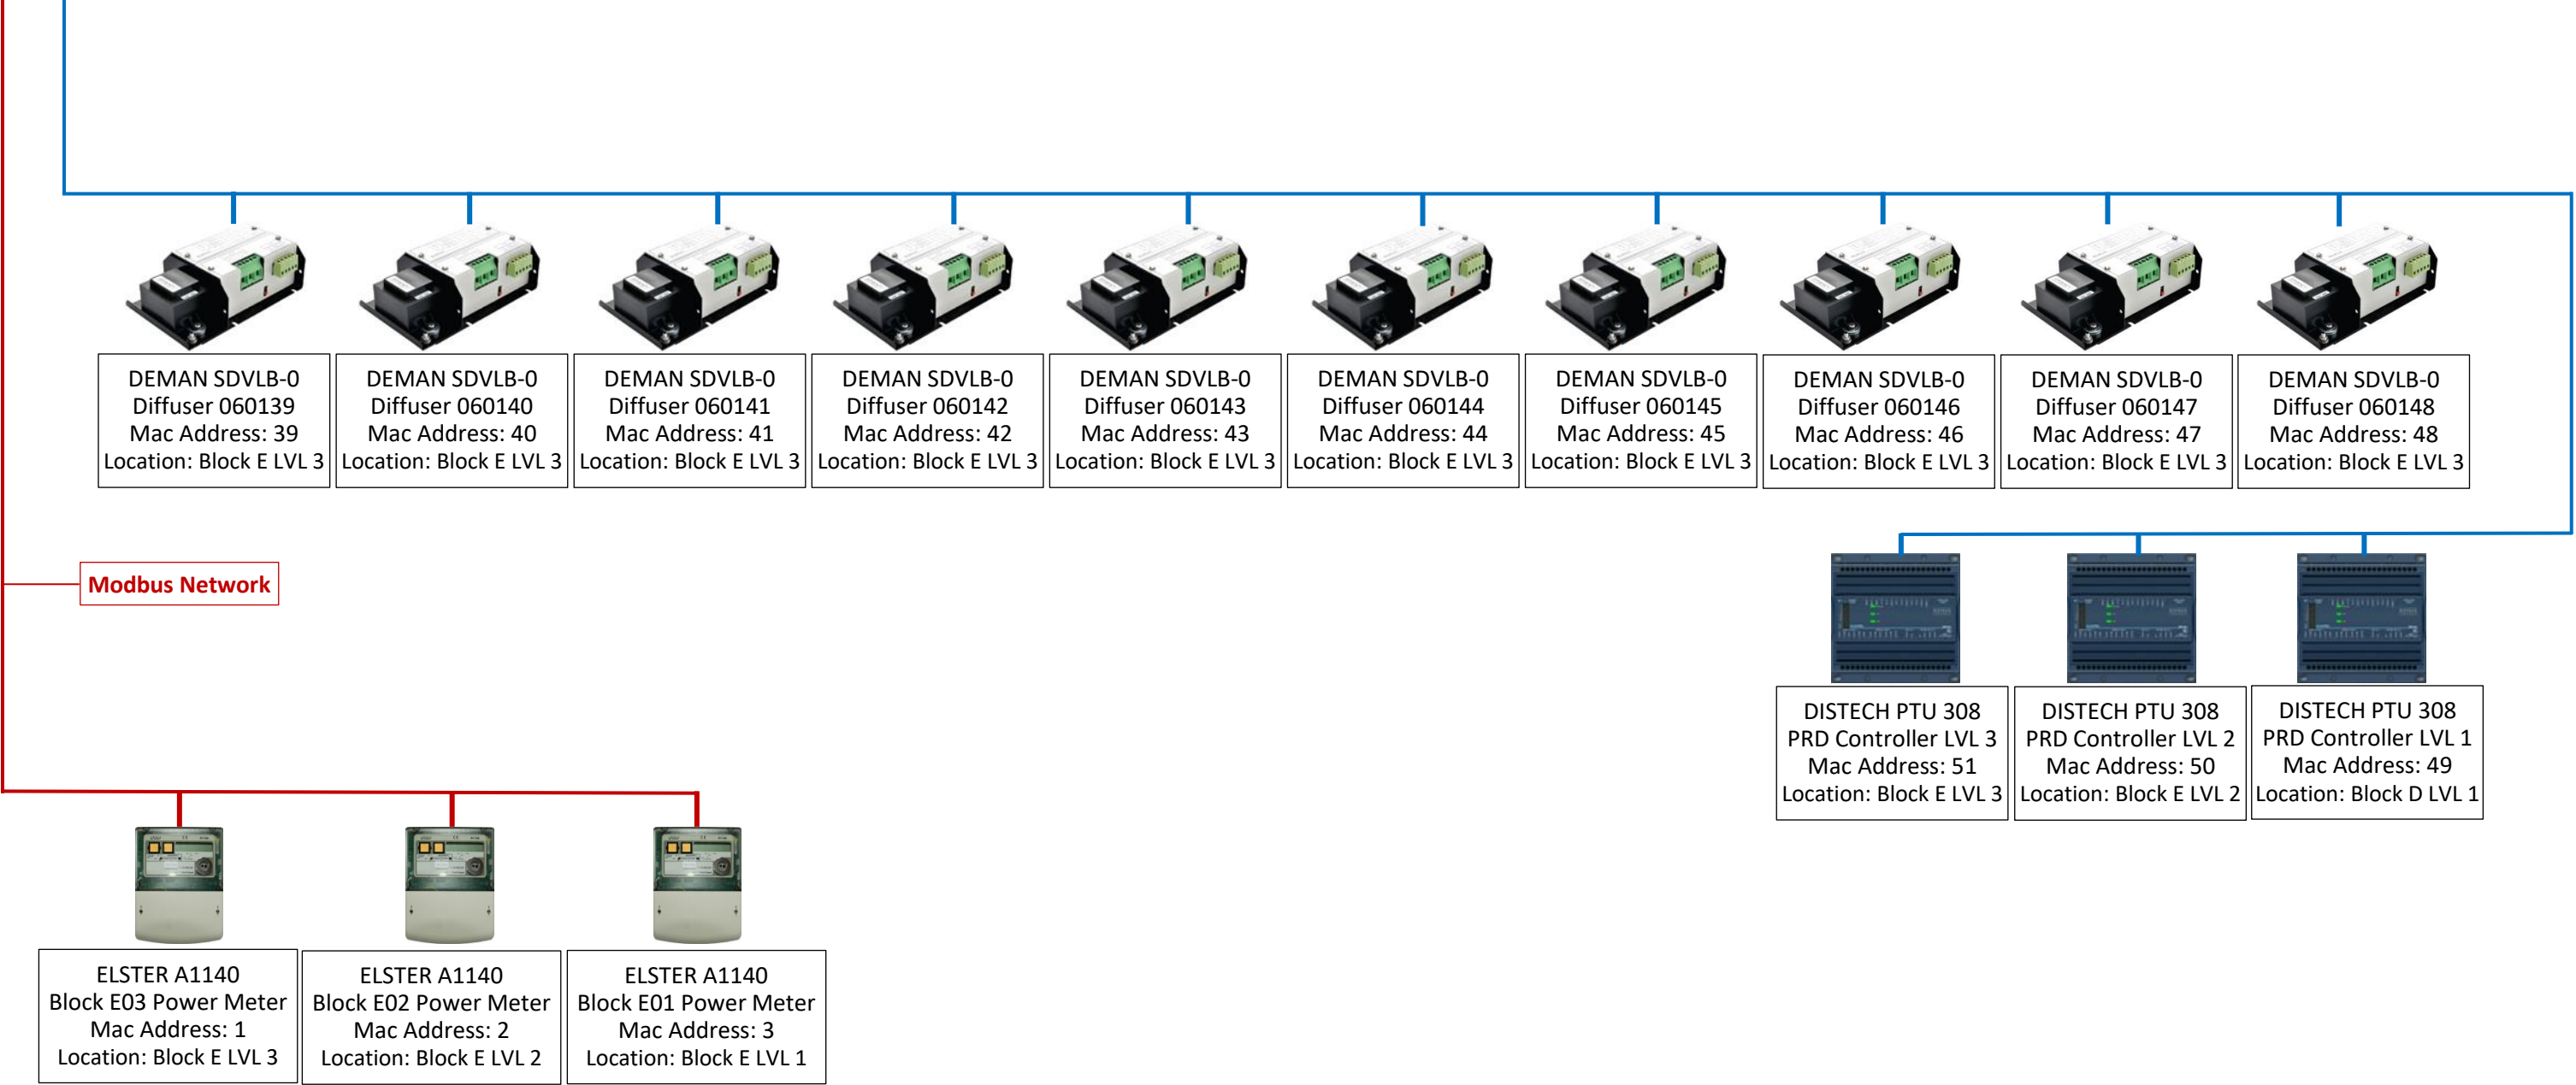 DEMAN SDVLB-0
Diffuser 060139
Mac Address: 39
Location: Block E LVL 3
DEMAN SDVLB-0
Diffuser 060140
Mac Address: 40
Location: Block E LVL 3
DEMAN SDVLB-0
Diffuser 060141
Mac Address: 41
Location: Block E LVL 3
DEMAN SDVLB-0
Diffuser 060142
Mac Address: 42
Location: Block E LVL 3
DEMAN SDVLB-0
Diffuser 060143
Mac Address: 43
Location: Block E LVL 3
DEMAN SDVLB-0
Diffuser 060144
Mac Address: 44
Location: Block E LVL 3
DEMAN SDVLB-0
Diffuser 060145
Mac Address: 45
Location: Block E LVL 3
DEMAN SDVLB-0
Diffuser 060146
Mac Address: 46
Location: Block E LVL 3
DEMAN SDVLB-0
Diffuser 060147
Mac Address: 47
Location: Block E LVL 3
DEMAN SDVLB-0
Diffuser 060148
Mac Address: 48
Location: Block E LVL 3
Modbus Network
DISTECH PTU 308
PRD Controller LVL 3
Mac Address: 51
Location: Block E LVL 3
DISTECH PTU 308
PRD Controller LVL 2
Mac Address: 50
Location: Block E LVL 2
DISTECH PTU 308
PRD Controller LVL 1
Mac Address: 49
Location: Block D LVL 1
ELSTER A1140
Block E03 Power Meter
Mac Address: 1
Location: Block E LVL 3
ELSTER A1140
Block E02 Power Meter
Mac Address: 2
Location: Block E LVL 2
ELSTER A1140
Block E01 Power Meter
Mac Address: 3
Location: Block E LVL 1